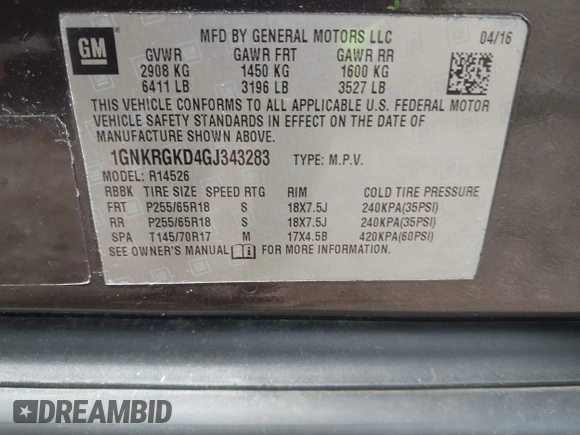 GM
MFD BY GENERAL MOTORS LLC
04/16
GVWR GAWR FRT GAWR RR
2908 KG 1450 KG 1600 KG
6411 LB 3196 LB 3527 LB
THIS VEHICLE CONFORMS TO ALL APPLICABLE U.S. FEDERAL MOTOR
VEHICLE SAFETY STANDARDS IN EFFECT ON THE DATE OF
MANUFACTURE SHOWN ABOVE.
1GNKRGKD4GJ343283 TYPE: M.P.V.
MODEL: R14526
RBBK TIRE SIZE SPEED RTG RIM COLD TIRE PRESSURE
FRT P255/65R18 S 18X7.5J 240KPA(35PSI)
RR P255/65R18 S 18X7.5J 240KPA(35PSI)
SPA T145/70R17 M 17X4.5B 420KPA(60PSI)
SEE OWNER'S MANUAL FOR MORE INFORMATION.
DREAMBID